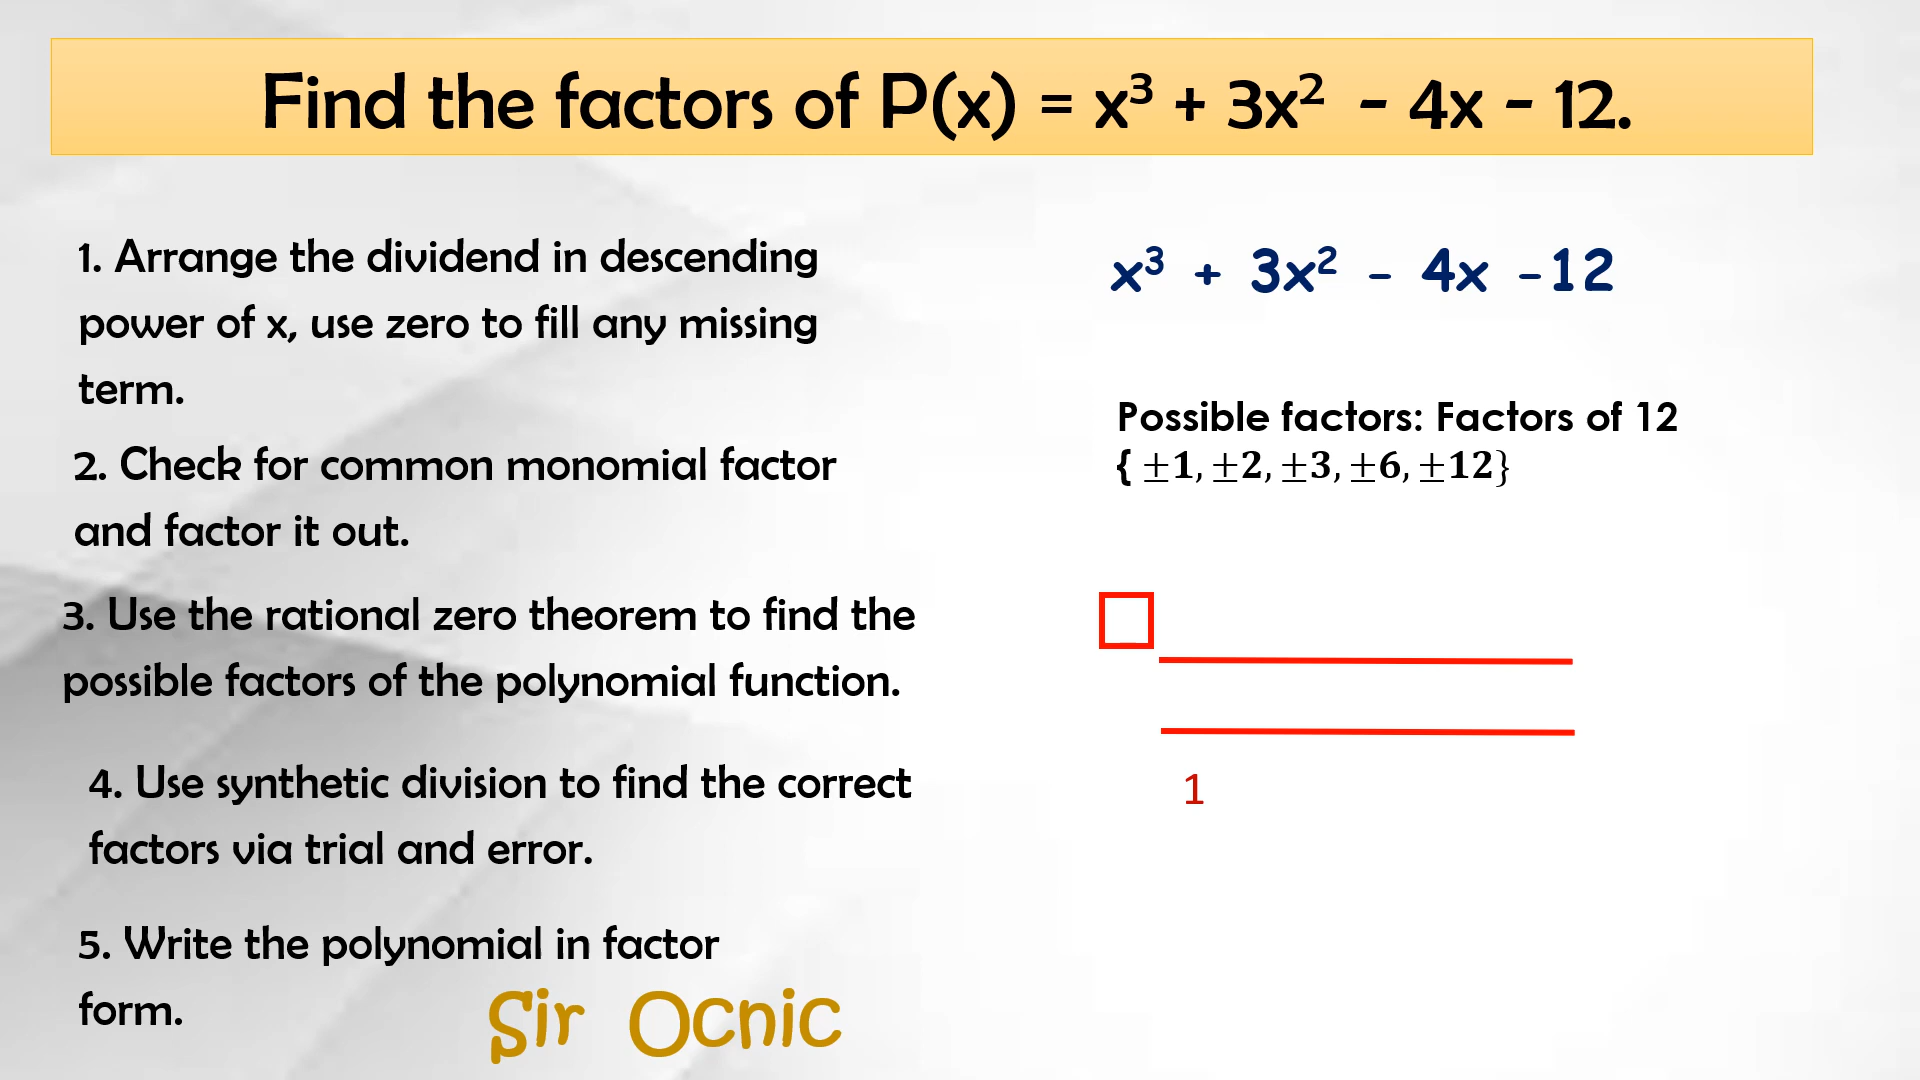 Find the factors of P(x) = x³ + 3x² - 4x - 12.
1. Arrange the dividend in descending
power of x, use zero to fill any missing
term.
2. Check for common monomial factor
and factor it out.
3. Use the rational zero theorem to find the
possible factors of the polynomial function.
4. Use synthetic division to find the correct
factors via trial and error.
5. Write the polynomial in factor
form.
Sir Ocnic
x³ + 3x² - 4x -12
Possible factors: Factors of 12
{ ±1, ±2, ±3, ±6, ±12}
1